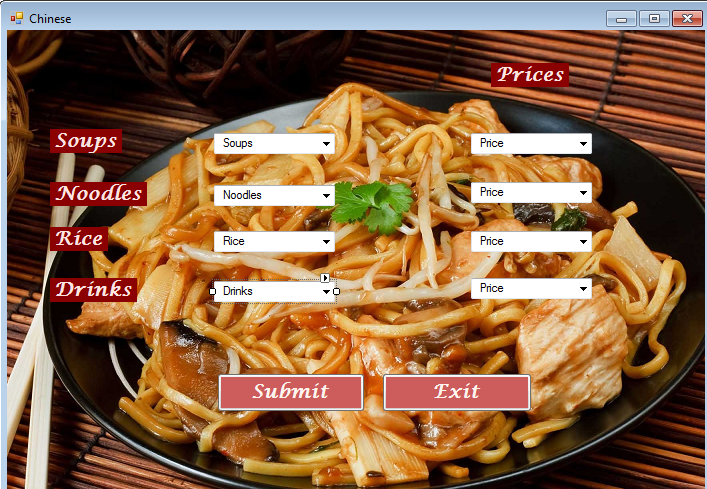 Chinese
Prices
Soups Soups Price
Noodles Noodles Price
Rice Rice Price
Drinks Drinks Price
Submit Exit